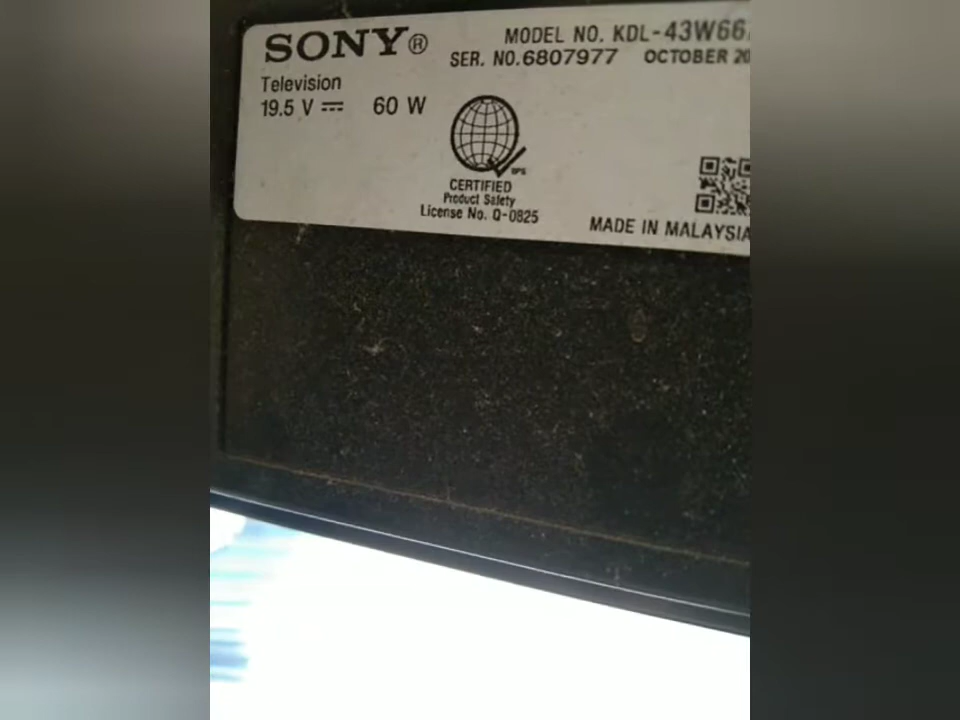 SONY®
MODEL NO. KDL-43W66
SER. NO.6807977 OCTOBER 20
Television
19.5 V ⎓ 60 W
BPS
CERTIFIED
Product Safety
License No. Q-0825
MADE IN MALAYSIA